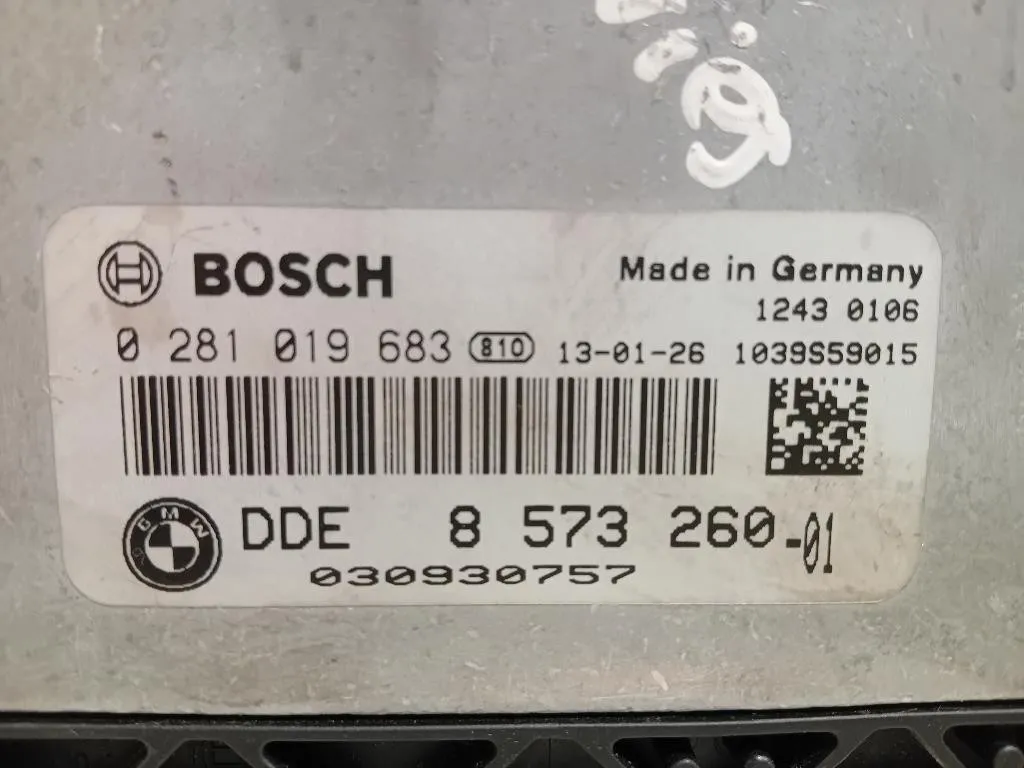 BOSCH
Made in Germany
1243 0106
0 281 019 683 810 13-01-26 1039S59015
BMW
DDE 8 573 260-01
030930757